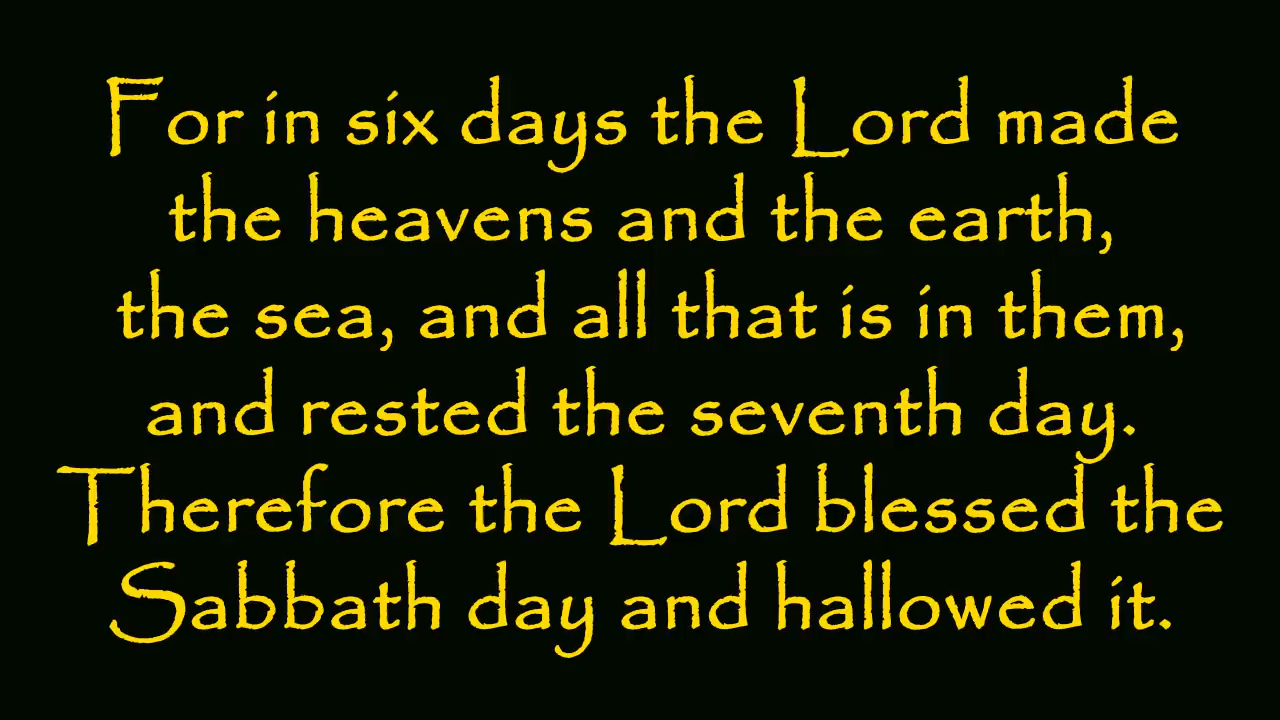 For in six days the Lord made
the heavens and the earth,
the sea, and all that is in them,
and rested the seventh day.
Therefore the Lord blessed the
Sabbath day and hallowed it.